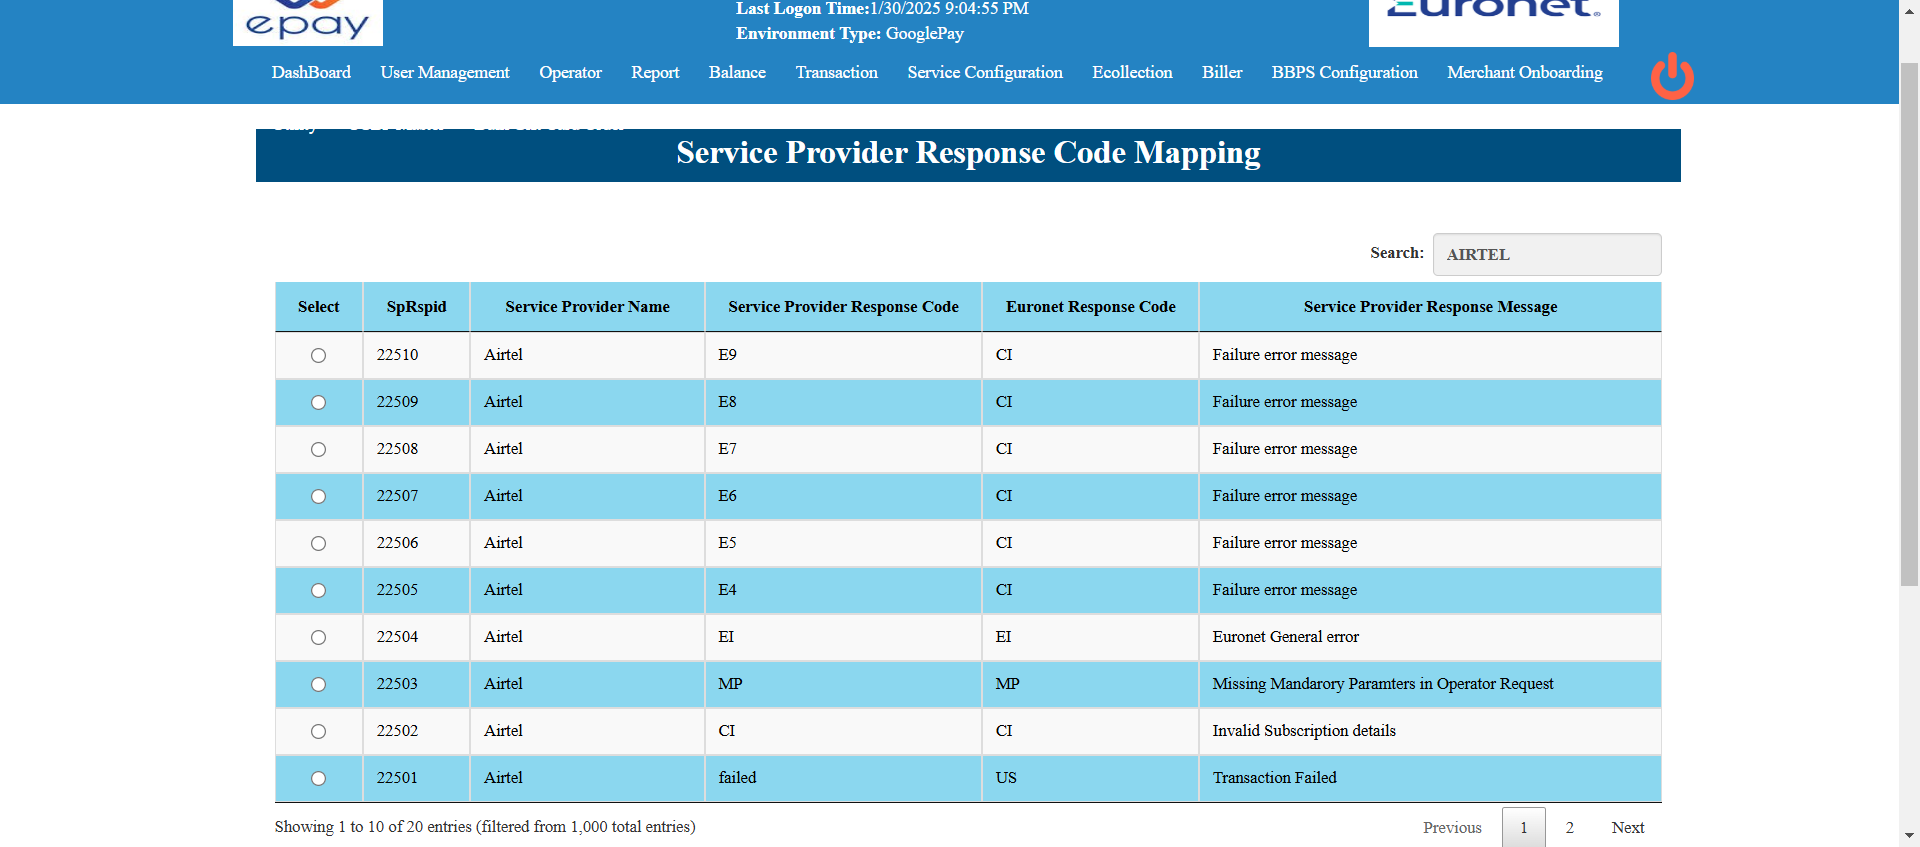 epay
Last Logon Time:1/30/2025 9:04:55 PM
Environment Type: GooglePay
Euronet
DashBoard User Management Operator Report Balance Transaction Service Configuration Ecollection Biller BBPS Configuration Merchant Onboarding
Service Provider Response Code Mapping
Search: AIRTEL
Select SpRspid Service Provider Name Service Provider Response Code Euronet Response Code Service Provider Response Message
22510 Airtel E9 CI Failure error message
22509 Airtel E8 CI Failure error message
22508 Airtel E7 CI Failure error message
22507 Airtel E6 CI Failure error message
22506 Airtel E5 CI Failure error message
22505 Airtel E4 CI Failure error message
22504 Airtel EI EI Euronet General error
22503 Airtel MP MP Missing Mandarory Paramters in Operator Request
22502 Airtel CI CI Invalid Subscription details
22501 Airtel failed US Transaction Failed
Showing 1 to 10 of 20 entries (filtered from 1,000 total entries)
Previous 1 2 Next